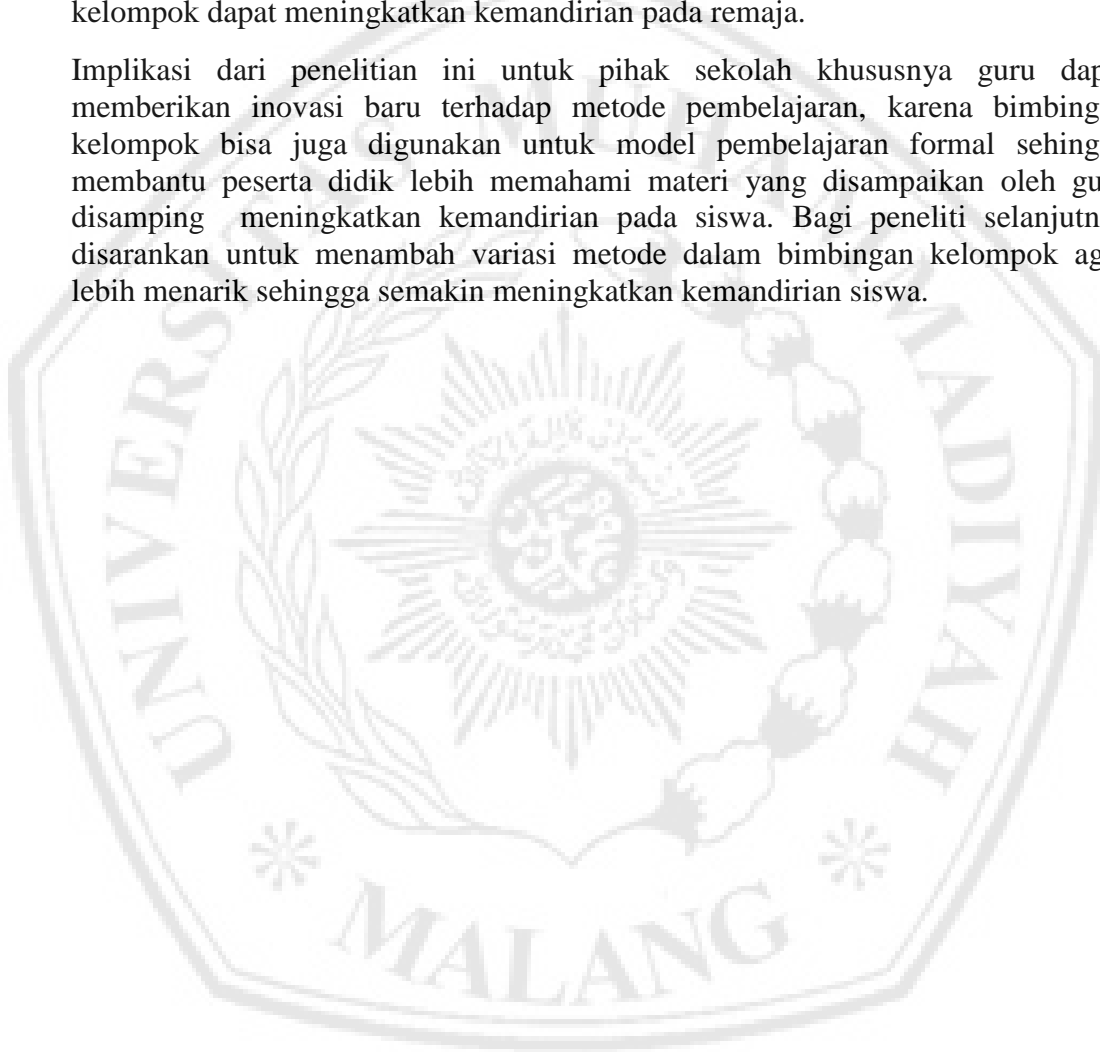 kelompok dapat meningkatkan kemandirian pada remaja.
Implikasi dari penelitian ini untuk pihak sekolah khususnya guru dap
memberikan inovasi baru terhadap metode pembelajaran, karena bimbing
kelompok bisa juga digunakan untuk model pembelajaran formal sehing
membantu peserta didik lebih memahami materi yang disampaikan oleh gu
disamping meningkatkan kemandirian pada siswa. Bagi peneliti selanjutn
disarankan untuk menambah variasi metode dalam bimbingan kelompok ag
lebih menarik sehingga semakin meningkatkan kemandirian siswa.
UNIVERSITAS MUHAMMADIYAH
MALANG